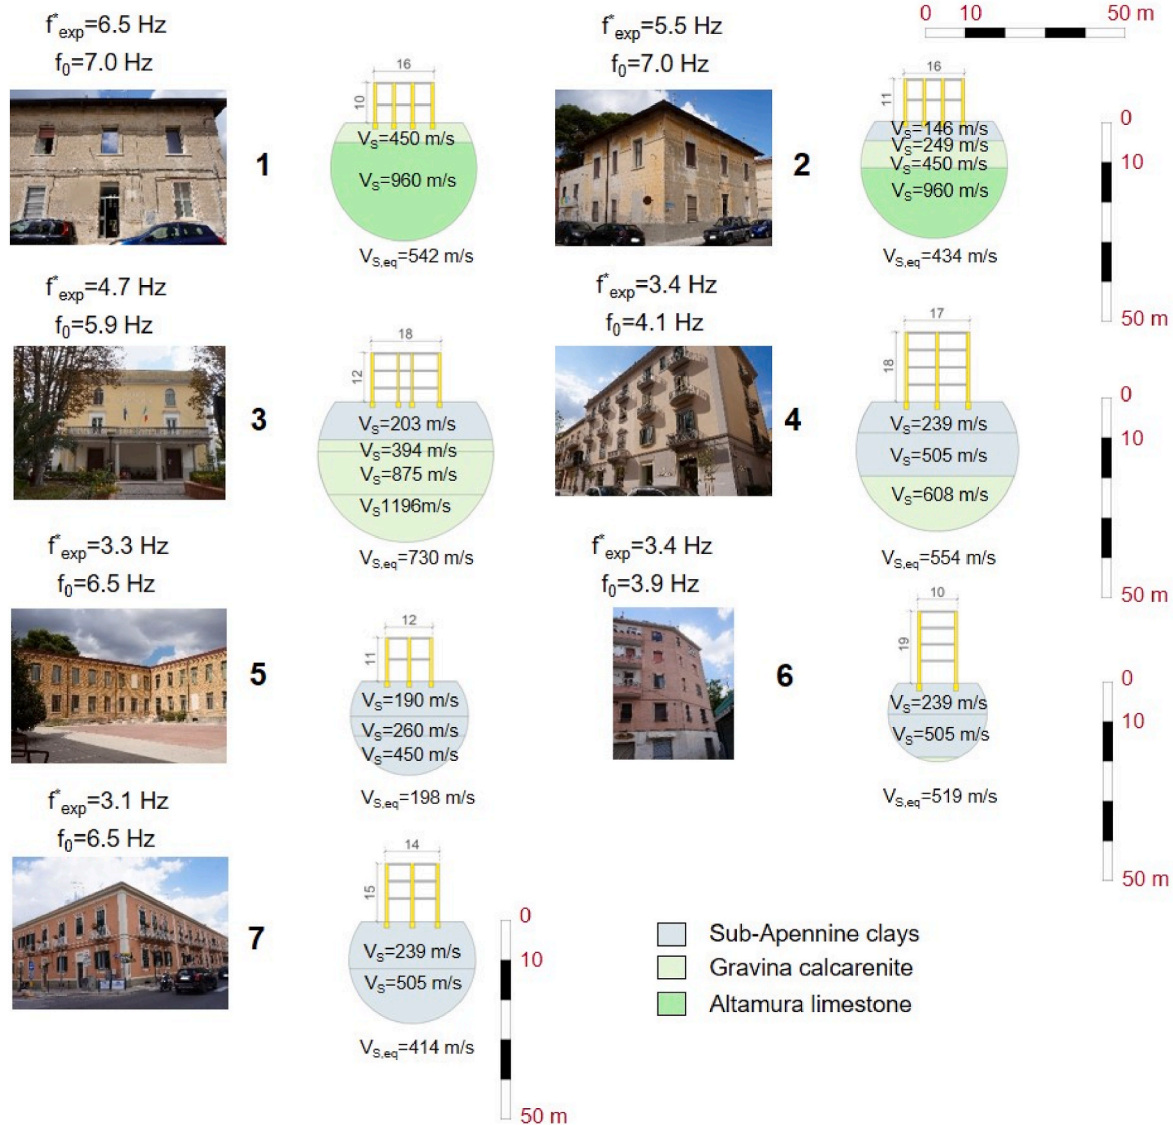 f*exp=6.5 Hz
f0=7.0 Hz
16
10
VS=450 m/s
VS=960 m/s
1
VS,eq=542 m/s
f*exp=5.5 Hz
f0=7.0 Hz
16
11
VS=146 m/s
VS=249 m/s
VS=450 m/s
VS=960 m/s
2
VS,eq=434 m/s
0 10 50 m
0
10
50 m
f*exp=4.7 Hz
f0=5.9 Hz
18
12
VS=203 m/s
VS=394 m/s
VS=875 m/s
VS1196m/s
3
VS,eq=730 m/s
f*exp=3.4 Hz
f0=4.1 Hz
17
18
VS=239 m/s
VS=505 m/s
VS=608 m/s
4
VS,eq=554 m/s
0
10
50 m
f*exp=3.3 Hz
f0=6.5 Hz
12
11
VS=190 m/s
VS=260 m/s
VS=450 m/s
5
VS,eq=198 m/s
f*exp=3.4 Hz
f0=3.9 Hz
10
19
VS=239 m/s
VS=505 m/s
6
VS,eq=519 m/s
0
10
50 m
f*exp=3.1 Hz
f0=6.5 Hz
14
15
VS=239 m/s
VS=505 m/s
7
VS,eq=414 m/s
0
10
50 m
Sub-Apennine clays
Gravina calcarenite
Altamura limestone